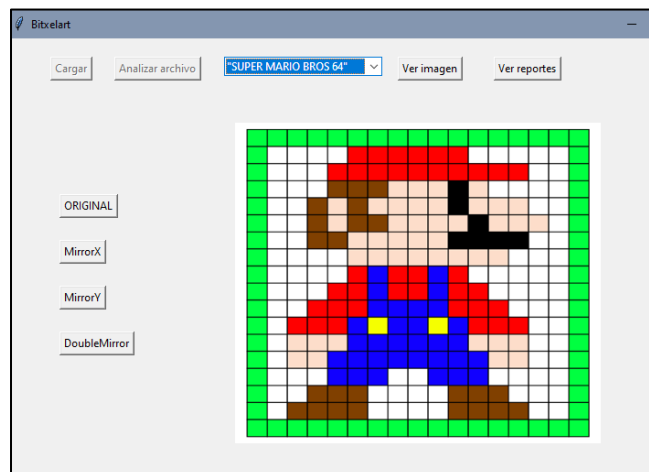 Bitxelart
Cargar Analizar archivo "SUPER MARIO BROS 64" Ver imagen Ver reportes
ORIGINAL
MirrorX
MirrorY
DoubleMirror